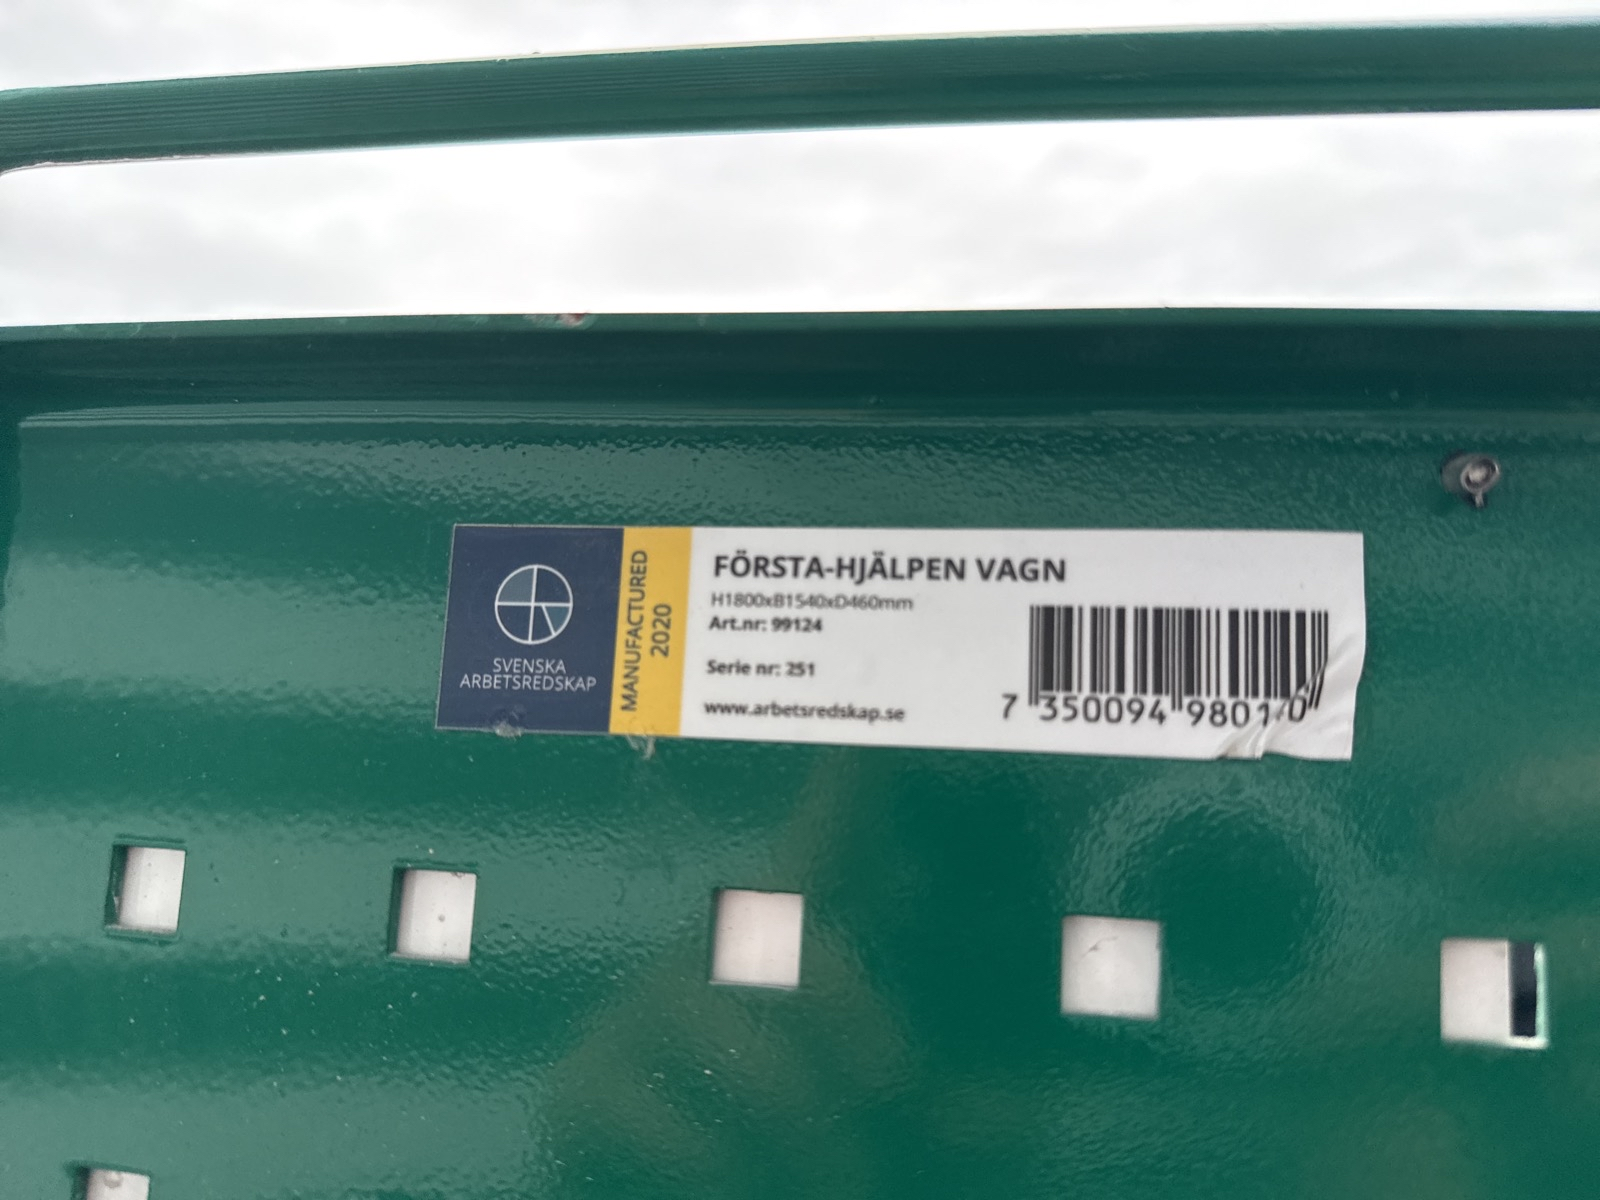 SVENSKA
ARBETSREDSKAP
MANUFACTURED
2020
FÖRSTA-HJÄLPEN VAGN
H1800xB1540xD460mm
Art.nr: 99124
Serie nr: 251
www.arbetsredskap.se
7 350094 98010